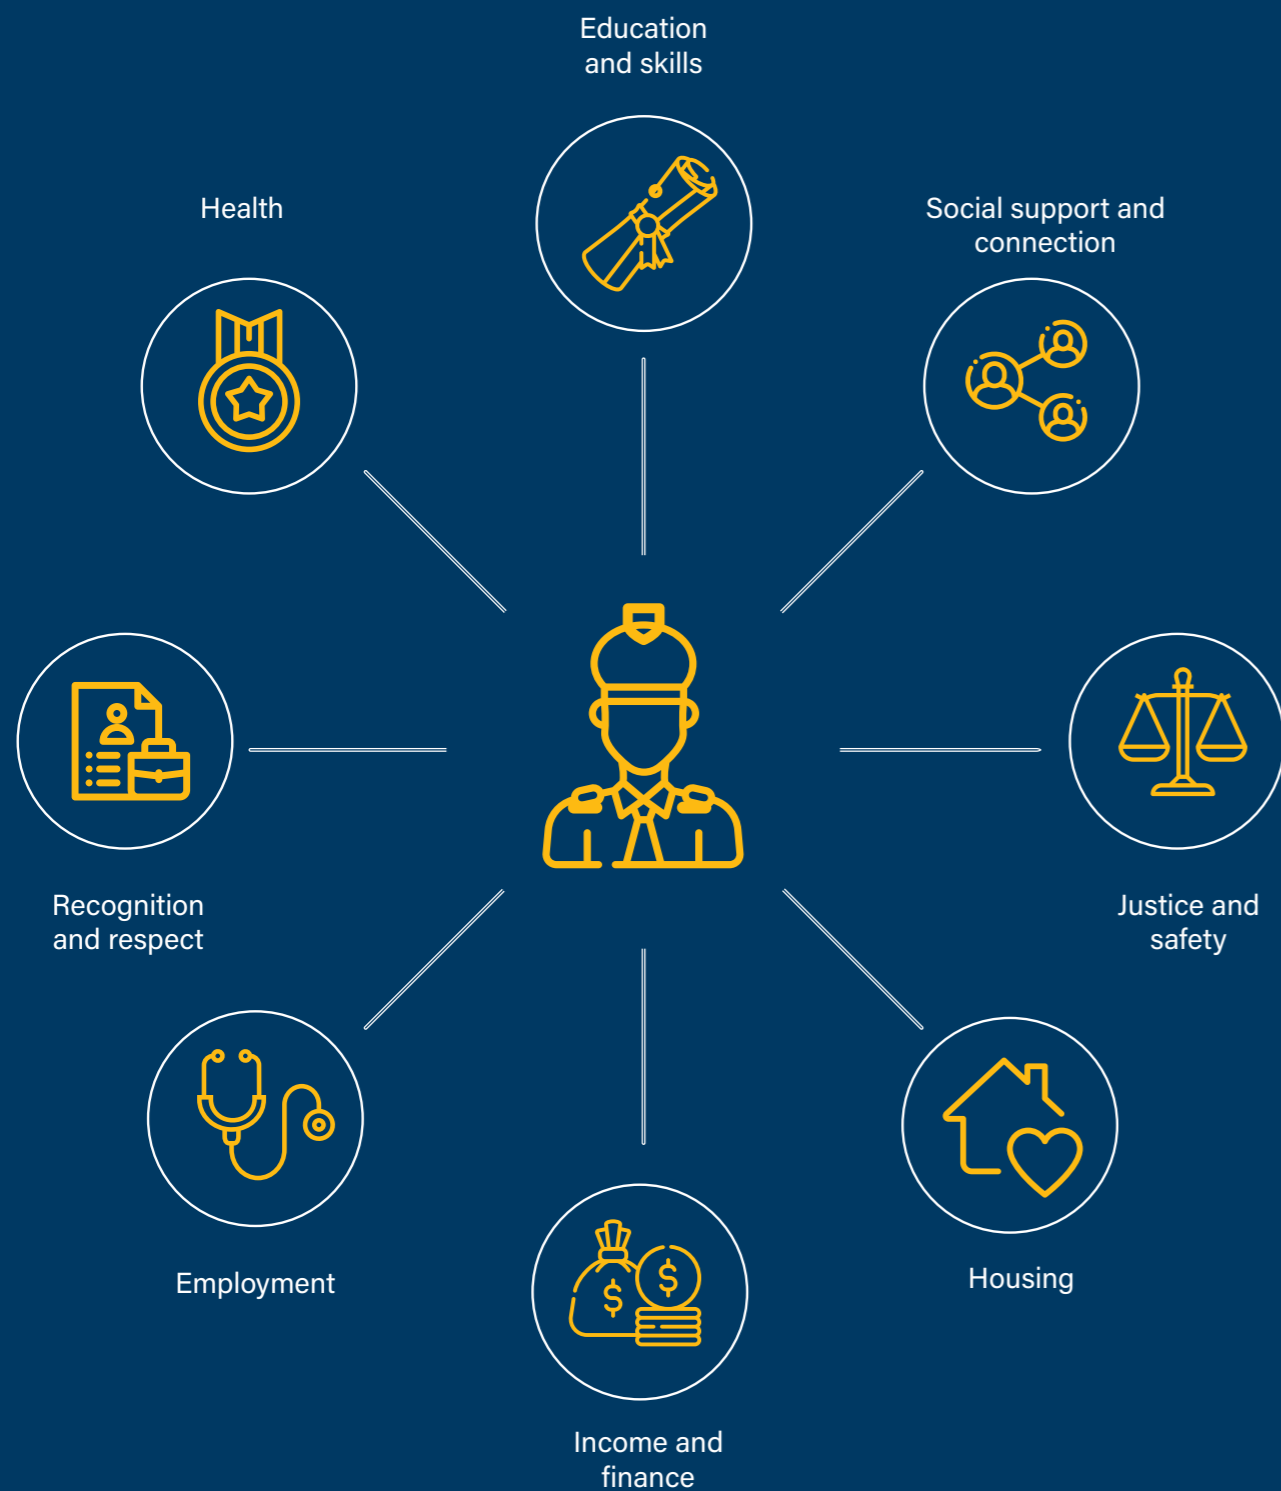 Education
and skills
Health
Social support and
connection
Recognition
and respect
Justice and
safety
Employment
Housing
Income and
finance